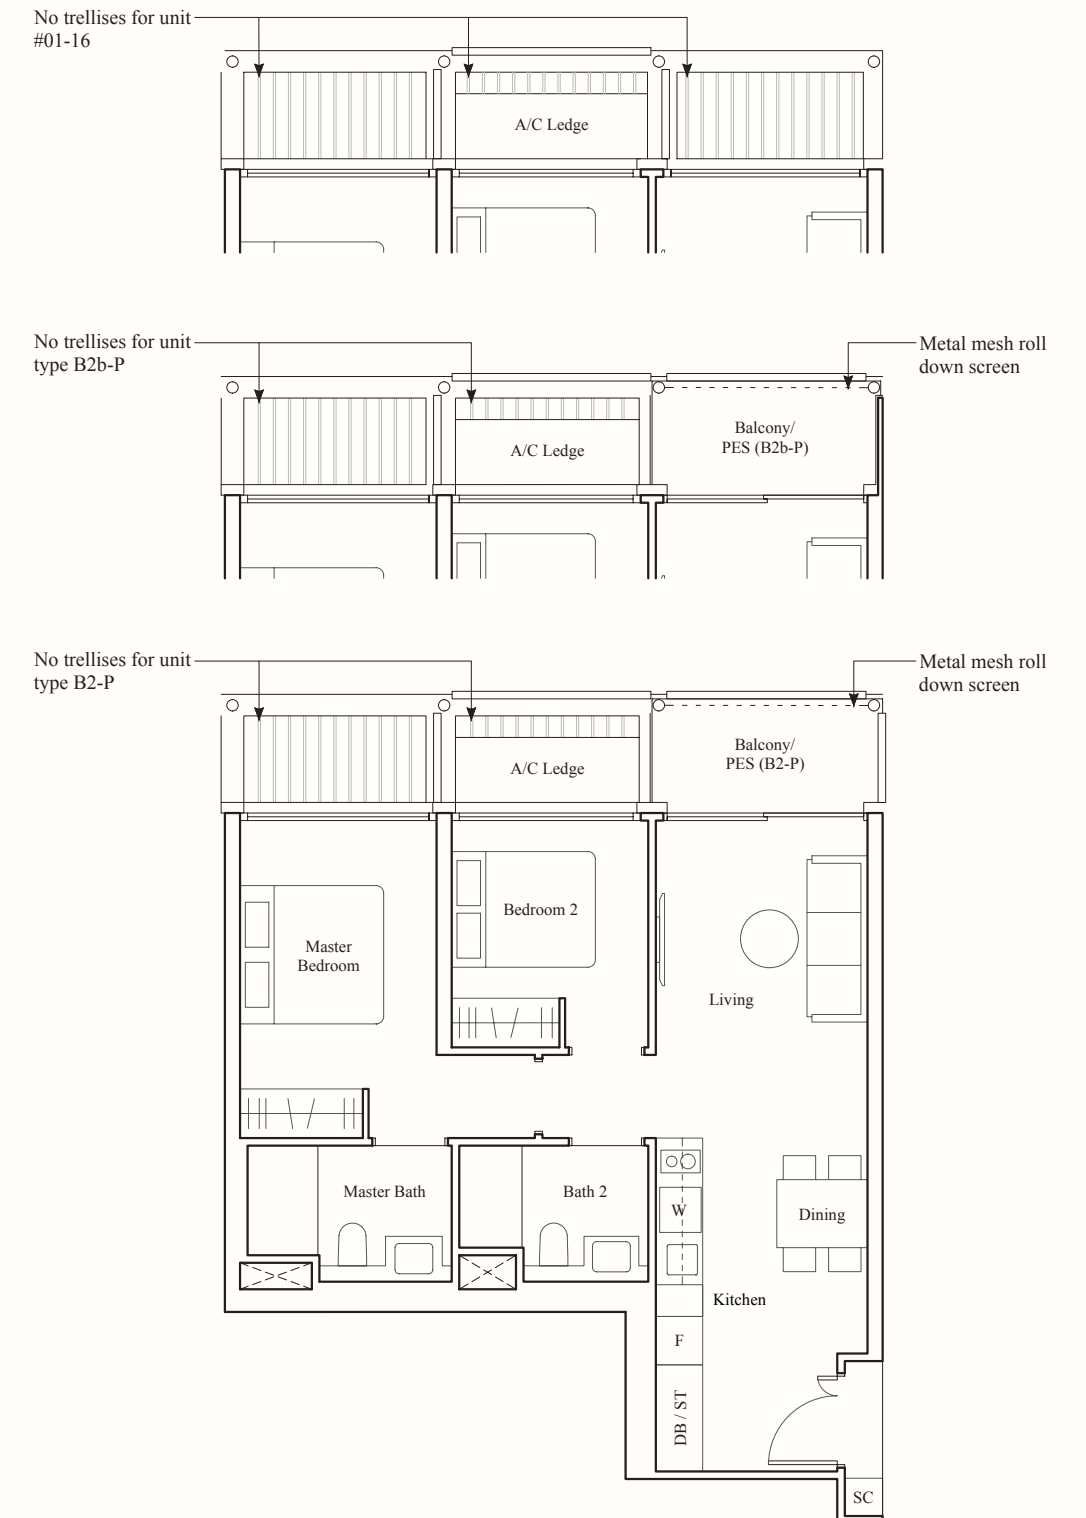 No trellises for unit
#01-16
A/C Ledge
No trellises for unit
type B2b-P
Metal mesh roll
down screen
A/C Ledge
Balcony/
PES (B2b-P)
No trellises for unit
type B2-P
Metal mesh roll
down screen
A/C Ledge
Balcony/
PES (B2-P)
Master
Bedroom
Bedroom 2
Living
Master Bath
Bath 2
W
Dining
Kitchen
F
DB / ST
SC